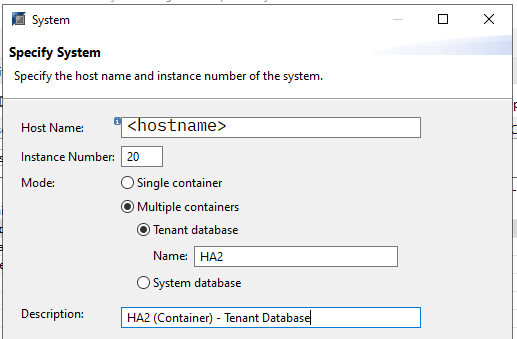 System
Specify System
Specify the host name and instance number of the system.
Host Name: <hostname>
Instance Number: 20
Mode: Single container
Multiple containers
Tenant database
Name: HA2
System database
Description: HA2 (Container) - Tenant Database